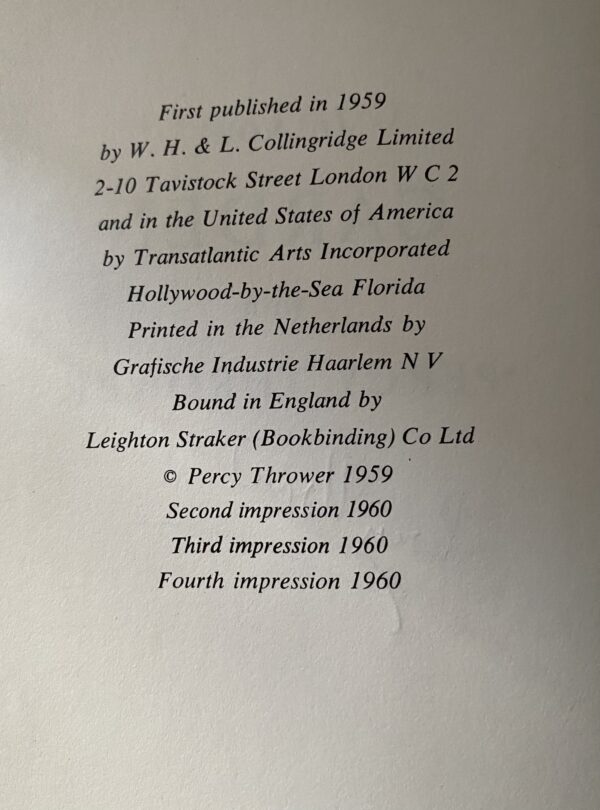 First published in 1959
by W. H. & L. Collingridge Limited
2-10 Tavistock Street London W C 2
and in the United States of America
by Transatlantic Arts Incorporated
Hollywood-by-the-Sea Florida
Printed in the Netherlands by
Grafische Industrie Haarlem N V
Bound in England by
Leighton Straker (Bookbinding) Co Ltd
© Percy Thrower 1959
Second impression 1960
Third impression 1960
Fourth impression 1960